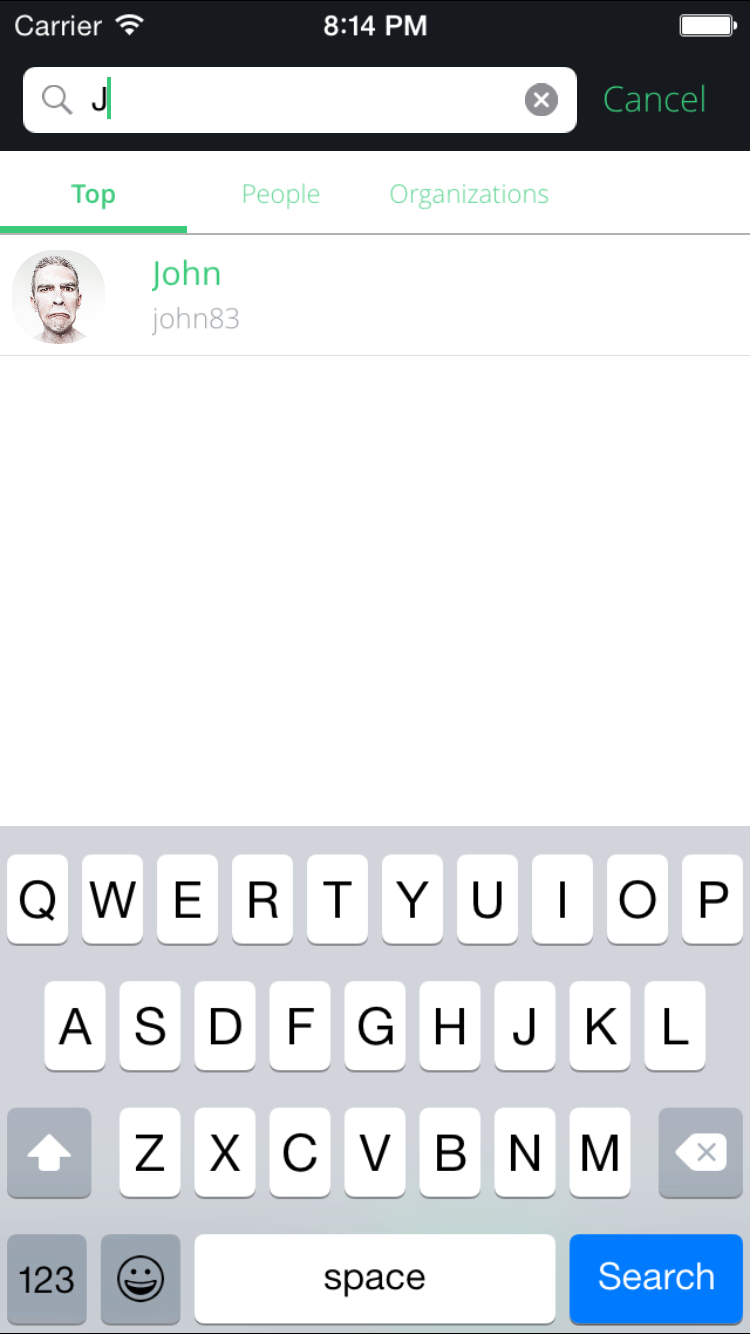 Carrier 8:14 PM
J Cancel
Top People Organizations
John
john83
Q W E R T Y U I O P
A S D F G H J K L
Z X C V B N M
123 space Search